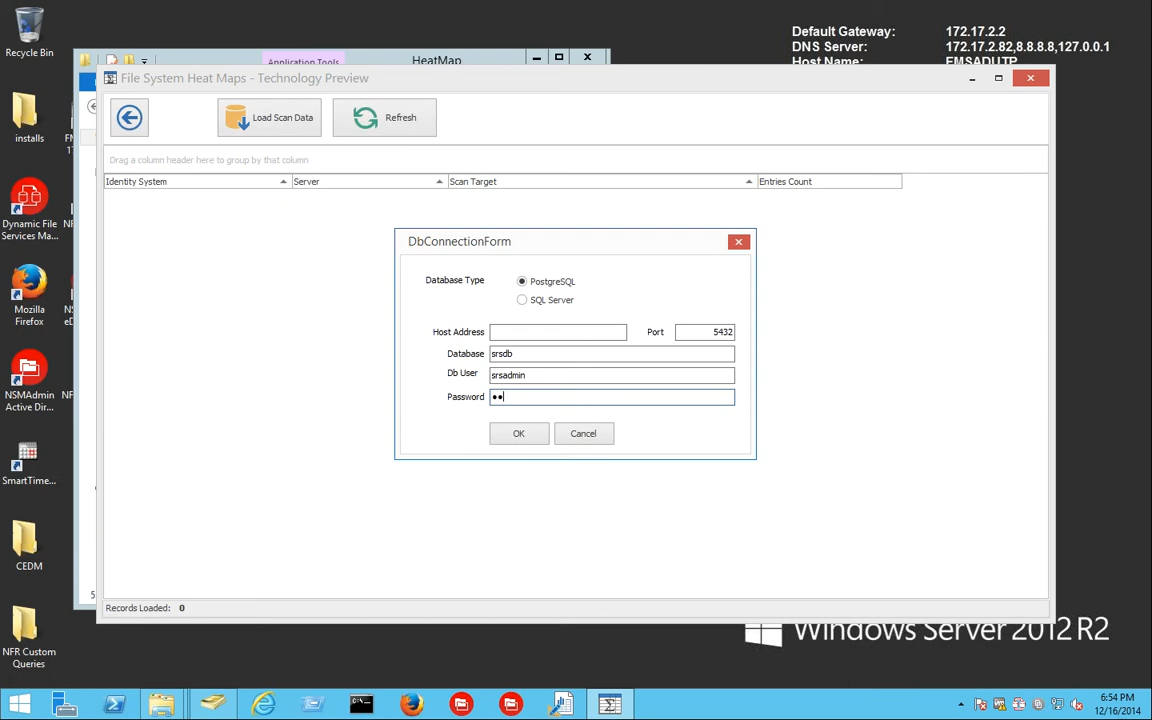 Default Gateway: 172.17.2.2
DNS Server: 172.17.2.82,8.8.8.8,127.0.0.1
Host Name: FMSADUTP
Recycle Bin
Application Tools
HeatMap
File System Heat Maps - Technology Preview
Load Scan Data
Refresh
installs
Drag a column header here to group by that column
Identity System
Server
Scan Target
Entries Count
Dynamic File
Services Ma...
DbConnectionForm
Database Type
PostgreSQL
SQL Server
Mozilla
Firefox
Host Address
Port
5432
Database
srsdb
Db User
srsadmin
Password
••
NSMAdmin
Active Dir...
OK
Cancel
SmartTime...
CEDM
Records Loaded: 0
NFR Custom
Queries
Windows Server 2012 R2
6:54 PM
12/16/2014